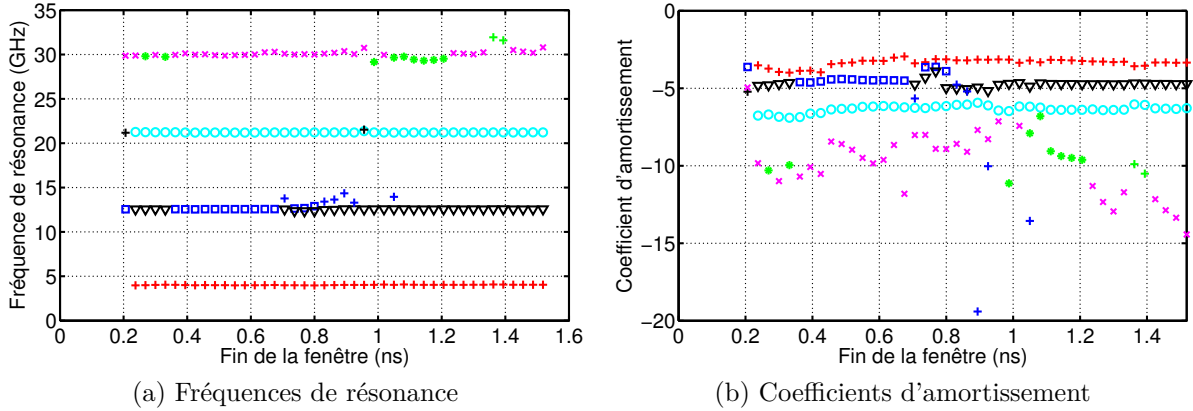 35
30
25
20
15
10
5
0
0 0.2 0.4 0.6 0.8 1 1.2 1.4 1.6
Fréquence de résonance (GHz)
Fin de la fenêtre (ns)
(a) Fréquences de résonance
0
−5
−10
−15
−20
0 0.2 0.4 0.6 0.8 1 1.2 1.4
Coefficient d'amortissement
Fin de la fenêtre (ns)
(b) Coefficients d'amortissement